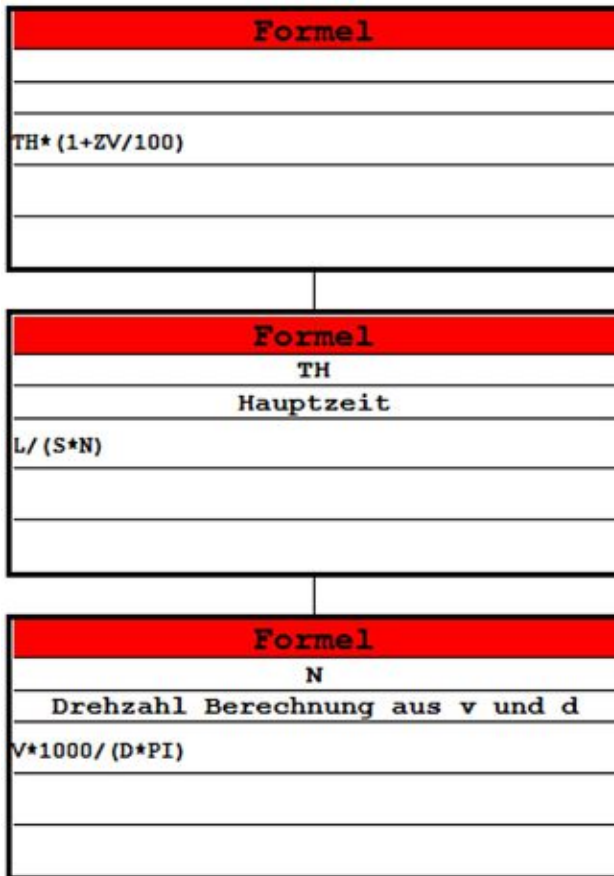 Formel
TH*(1+ZV/100)
Formel
TH
Hauptzeit
L/(S*N)
Formel
N
Drehzahl Berechnung aus v und d
V*1000/(D*PI)